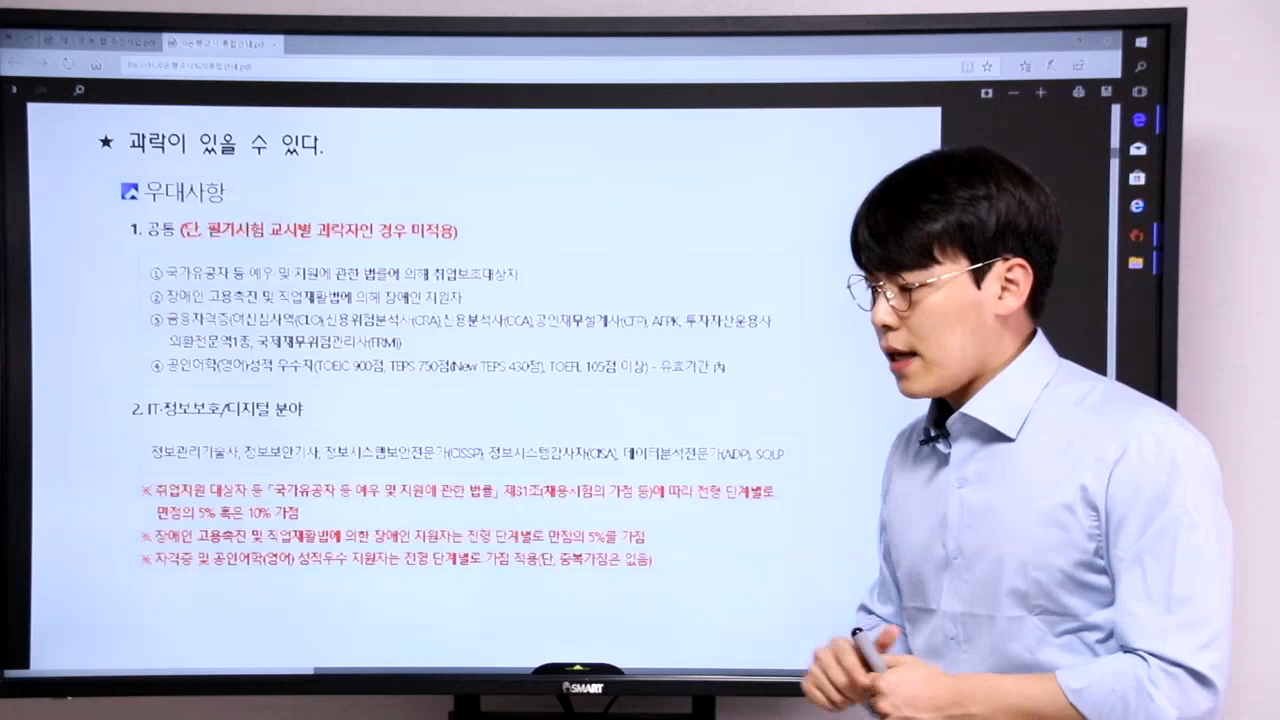 ★ 과락이 있을 수 있다.
우대사항
1. 공통 (단, 필기시험 교시별 과락자인 경우 미적용)
① 국가유공자 등 예우 및 지원에 관한 법률에 의해 취업보호대상자
② 장애인 고용촉진 및 직업재활법에 의해 장애인 지원자
③ 금융자격증(여신심사역(CLO),신용위험분석사(CRA),신용분석사(CCA),공인재무설계사(CFP), AFPK, 투자자산운용사
외환전문역1종, 국제재무위험관리사(FRM))
④ 공인어학(영어)성적 우수자(TOEIC 900점, TEPS 750점(New TEPS 430점), TOEFL 105점 이상) - 유효기간 內
2. IT·정보보호/디지털 분야
정보관리기술사, 정보보안기사, 정보시스템보안전문가(CISSP), 정보시스템감사자(CISA), 데이터분석전문가(ADP), SQLP
※ 취업지원 대상자 등 「국가유공자 등 예우 및 지원에 관한 법률」 제31조(채용시험의 가점 등)에 따라 전형 단계별로
만점의 5% 혹은 10% 가점
※ 장애인 고용촉진 및 직업재활법에 의한 장애인 지원자는 전형 단계별로 만점의 5%를 가점
※ 자격증 및 공인어학(영어) 성적우수 지원자는 전형 단계별로 가점 적용(단, 중복가점은 없음)
SMART